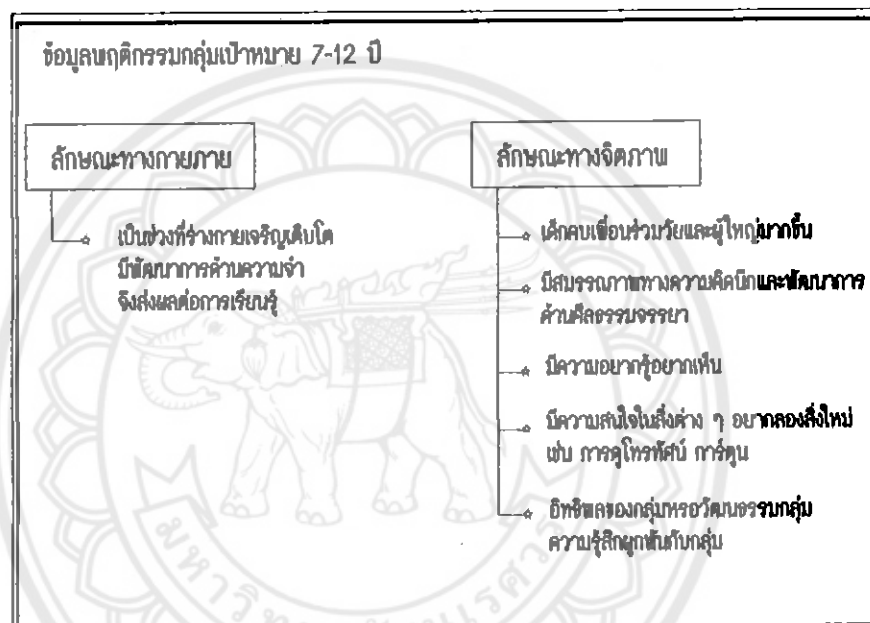 ข้อมูลพฤติกรรมกลุ่มเป้าหมาย 7-12 ปี
ลักษณะทางกายภาย
เป็นช่วงที่ร่างกายเจริญเติบโต
มีพัฒนาการด้านความจำ
จึงส่งผลต่อการเรียนรู้
ลักษณะทางจิตภาพ
เด็กคบเพื่อนร่วมวัยและผู้ใหญ่มากขึ้น
มีสมรรถภาพทางความคิดนึกและพัฒนาการ
ด้านศีลธรรมจรรยา
มีความอยากรู้อยากเห็น
มีความสนใจในสิ่งต่าง ๆ อยากลองสิ่งใหม่
เช่น การดูโทรทัศน์ การ์ตูน
อิทธิพลของกลุ่มหรอวัฒนธรรมกลุ่ม
ความรู้สึกผูกพันกับกลุ่ม